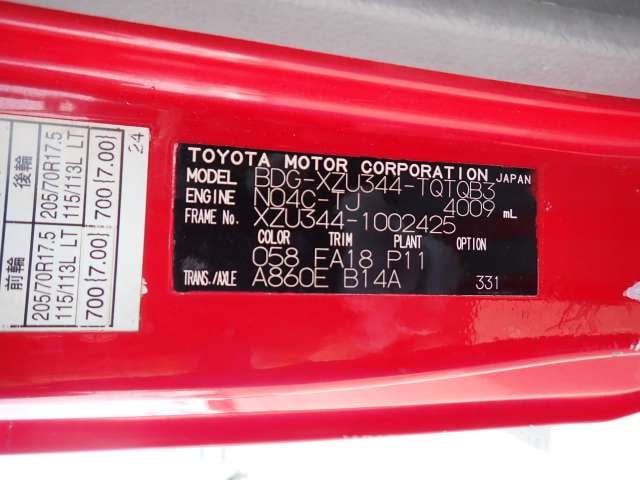 TOYOTA MOTOR CORPORATION JAPAN
MODEL BDG-XZU344-TQTQB3
ENGINE N04C-TJ 4009 mL
FRAME No. XZU344-1002425
COLOR TRIM PLANT OPTION
058 FA18 P11
TRANS./AXLE A860E B14A 331
前輪 後輪
205/70R17.5 205/70R17.5
115/113L LT 115/113L LT
700 {7.00} 700 {7.00}
24